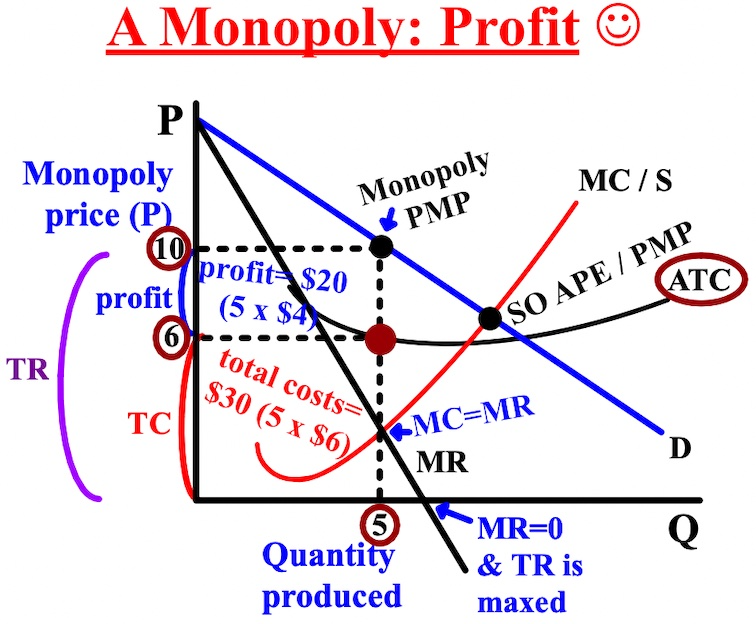 A Monopoly: Profit
P
Monopoly
price (P)
10
profit
6
TR
TC
profit= $20
(5 x $4)
total costs=
$30 (5 x $6)
Monopoly
PMP
MC / S
SO APE / PMP
ATC
MC=MR
MR
D
5
Quantity
produced
MR=0
& TR is
maxed
Q